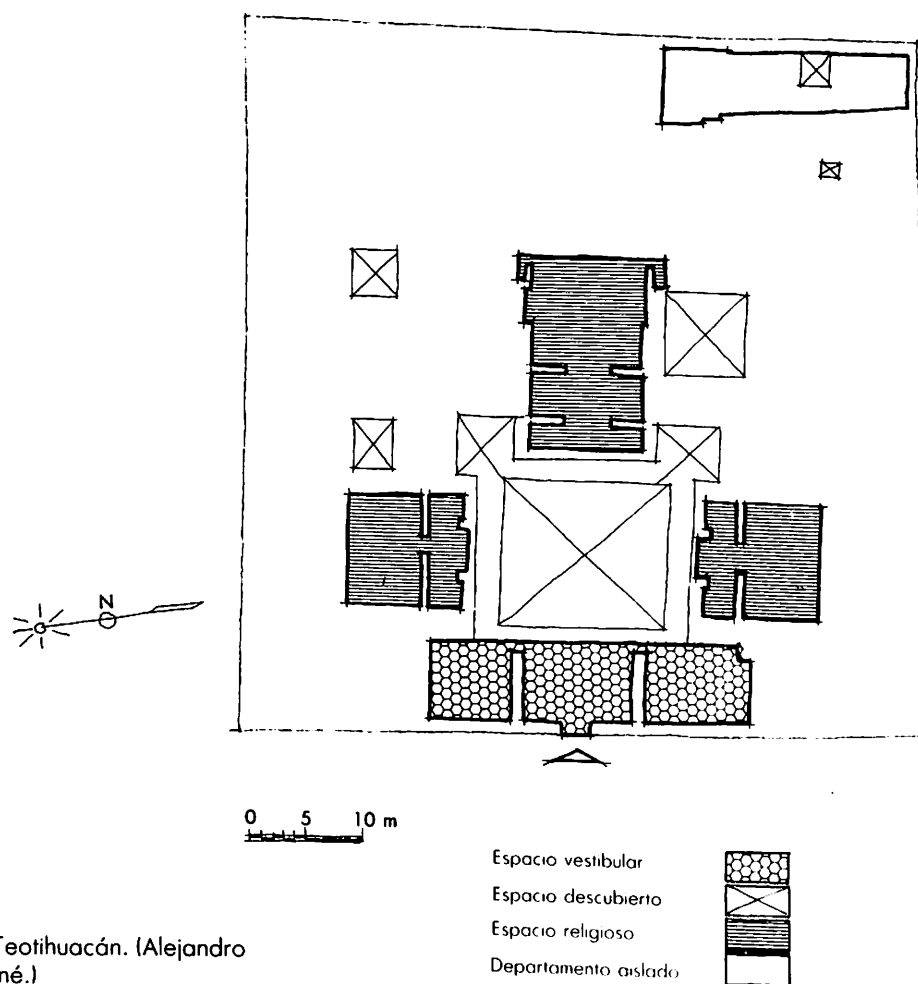 N
0 5 10 m
Espacio vestibular
Espacio descubierto
Espacio religioso
Departamento aislado
Teotihuacán. (Alejandro
né.)